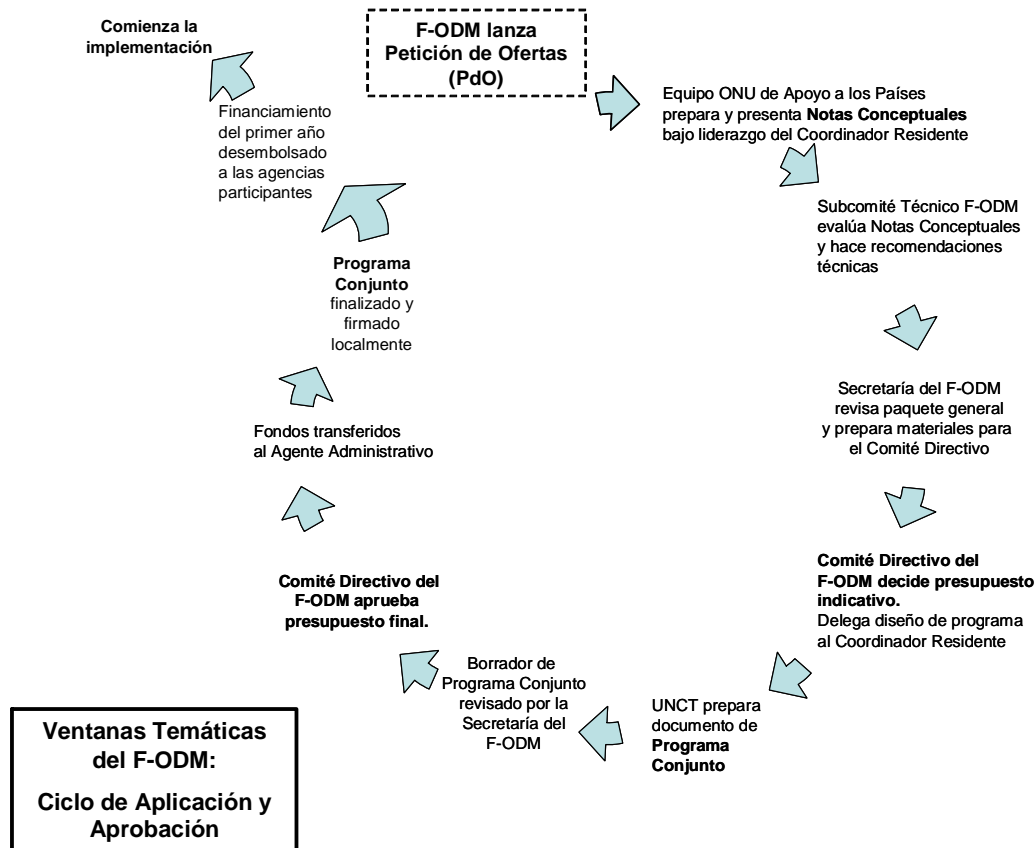 F-ODM lanza
Petición de Ofertas
(PdO)
Equipo ONU de Apoyo a los Países
prepara y presenta Notas Conceptuales
bajo liderazgo del Coordinador Residente
Subcomité Técnico F-ODM
evalúa Notas Conceptuales
y hace recomendaciones
técnicas
Secretaría del F-ODM
revisa paquete general
y prepara materiales para
el Comité Directivo
Comité Directivo del
F-ODM decide presupuesto
indicativo.
Delega diseño de programa
al Coordinador Residente
UNCT prepara
documento de
Programa
Conjunto
Borrador de
Programa Conjunto
revisado por la
Secretaría del
F-ODM
Comité Directivo del
F-ODM aprueba
presupuesto final.
Fondos transferidos
al Agente Administrativo
Programa
Conjunto
finalizado y
firmado
localmente
Financiamiento
del primer año
desembolsado
a las agencias
participantes
Comienza la
implementación
Ventanas Temáticas
del F-ODM:
Ciclo de Aplicación y
Aprobación